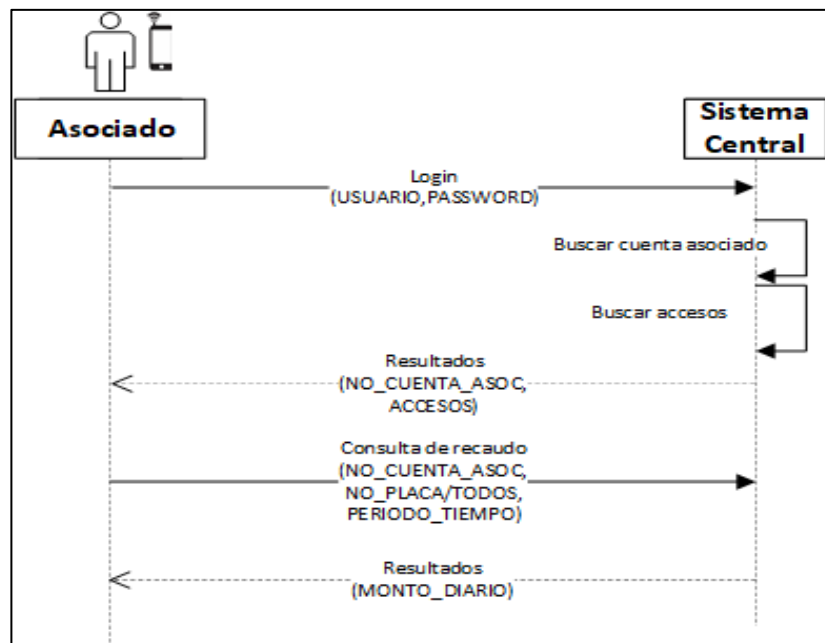 Asociado
Sistema
Central
Login
(USUARIO,PASSWORD)
Buscar cuenta asociado
Buscar accesos
Resultados
(NO_CUENTA_ASOC,
ACCESOS)
Consulta de recaudo
(NO_CUENTA_ASOC,
NO_PLACA/TODOS,
PERIODO_TIEMPO)
Resultados
(MONTO_DIARIO)